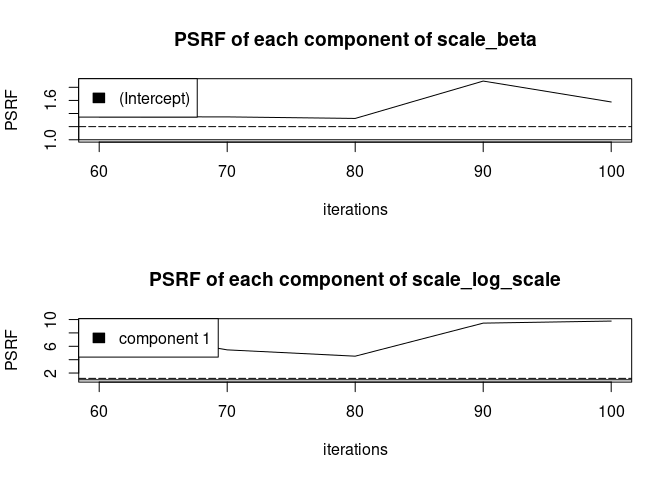 PSRF of each component of scale_beta
PSRF
1.0 1.6
(Intercept)
60 70 80 90 100
iterations
PSRF of each component of scale_log_scale
PSRF
2 6 10
component 1
60 70 80 90 100
iterations